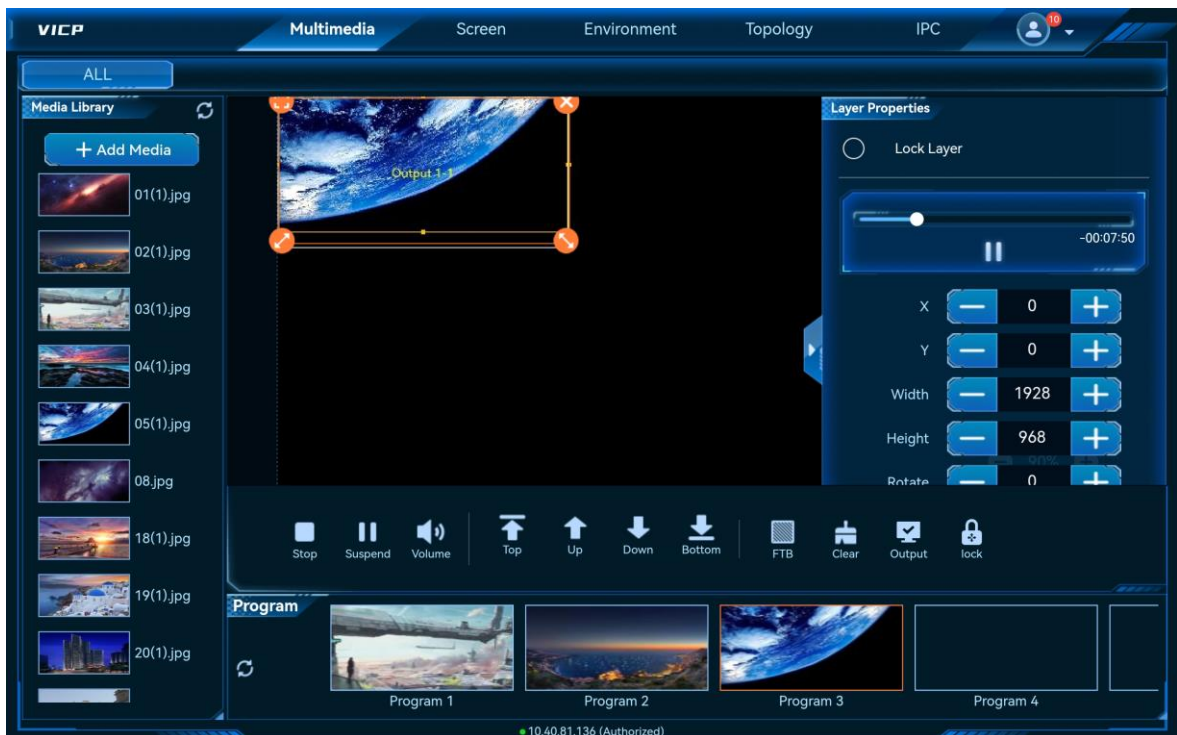 VICP
Multimedia
Screen
Environment
Topology
IPC
10
ALL
Media Library
+ Add Media
01(1).jpg
02(1).jpg
03(1).jpg
04(1).jpg
05(1).jpg
08.jpg
18(1).jpg
19(1).jpg
20(1).jpg
Output 1-1
Layer Properties
Lock Layer
-00:07:50
X 0
Y 0
Width 1928
Height 968
90%
Rotate 0
Stop
Suspend
Volume
Top
Up
Down
Bottom
FTB
Clear
Output
lock
Program
Program 1
Program 2
Program 3
Program 4
10.40.81.136 (Authorized)